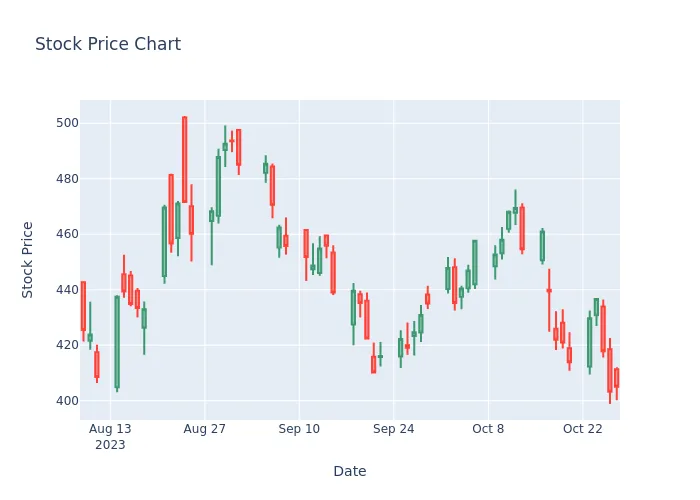 Stock Price Chart
Stock Price
500
480
460
440
420
400
Aug 13
2023
Aug 27
Sep 10
Sep 24
Oct 8
Oct 22
Date